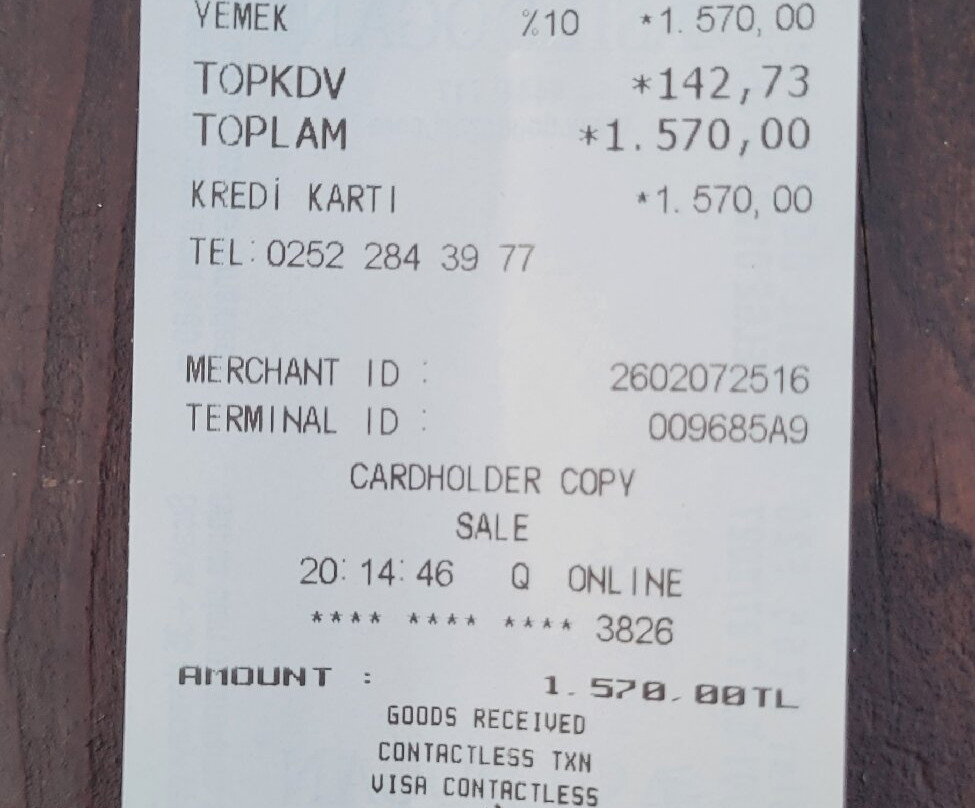 YEMEK %10 *1.570,00
TOPKDV *142,73
TOPLAM *1.570,00
KREDİ KARTI *1.570,00
TEL:0252 284 39 77
MERCHANT ID : 2602072516
TERMINAL ID : 009685A9
CARDHOLDER COPY
SALE
20:14:46 Q ONLINE
**** **** **** 3826
AMOUNT : 1.570,00TL
GOODS RECEIVED
CONTACTLESS TXN
VISA CONTACTLESS